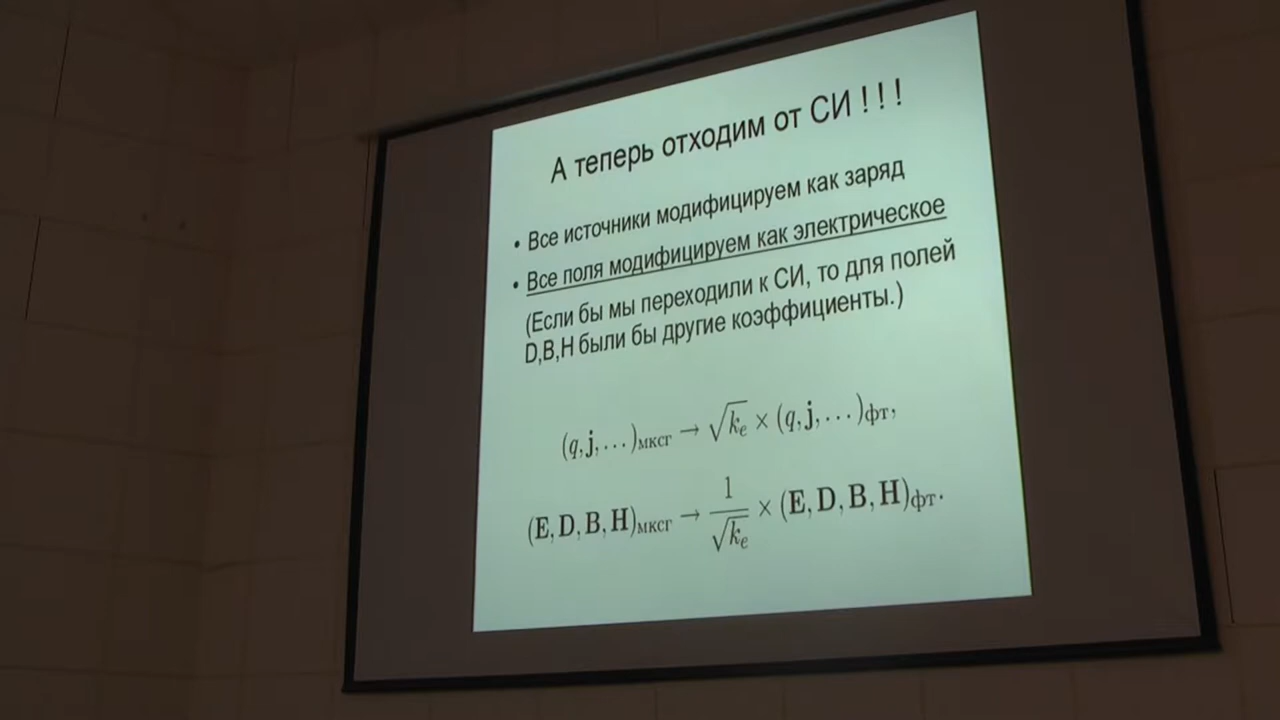 А теперь отходим от СИ ! ! !
• Все источники модифицируем как заряд
• Все поля модифицируем как электрическое
(Если бы мы переходили к СИ, то для полей
D,B,H были бы другие коэффициенты.)
(q, j, . . .)мксг → √kₑ × (q, j, . . .)фт,
(E, D, B, H)мксг → 1/√kₑ × (E, D, B, H)фт.